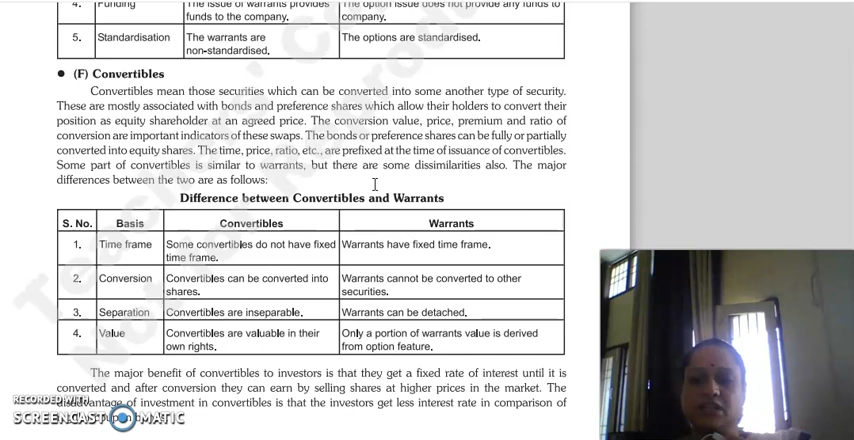 4. Funding The issue of warrants provides The option issue does not provide any funds to
funds to the company. company.
5. Standardisation The warrants are The options are standardised.
non-standardised.
● (F) Convertibles
Convertibles mean those securities which can be converted into some another type of security.
These are mostly associated with bonds and preference shares which allow their holders to convert their
position as equity shareholder at an agreed price. The conversion value, price, premium and ratio of
conversion are important indicators of these swaps. The bonds or preference shares can be fully or partially
converted into equity shares. The time, price, ratio, etc., are prefixed at the time of issuance of convertibles.
Some part of convertibles is similar to warrants, but there are some dissimilarities also. The major
differences between the two are as follows:
Difference between Convertibles and Warrants
S. No. Basis Convertibles Warrants
1. Time frame Some convertibles do not have fixed Warrants have fixed time frame.
time frame.
2. Conversion Convertibles can be converted into Warrants cannot be converted to other
shares. securities.
3. Separation Convertibles are inseparable. Warrants can be detached.
4. Value Convertibles are valuable in their Only a portion of warrants value is derived
own rights. from option feature.
The major benefit of convertibles to investors is that they get a fixed rate of interest until it is
converted and after conversion they can earn by selling shares at higher prices in the market. The
disadvantage of investment in convertibles is that the investors get less interest rate in comparison of
RECORDED WITH
SCREENCAST MATIC
Teachers' Co
Not for Reprodu